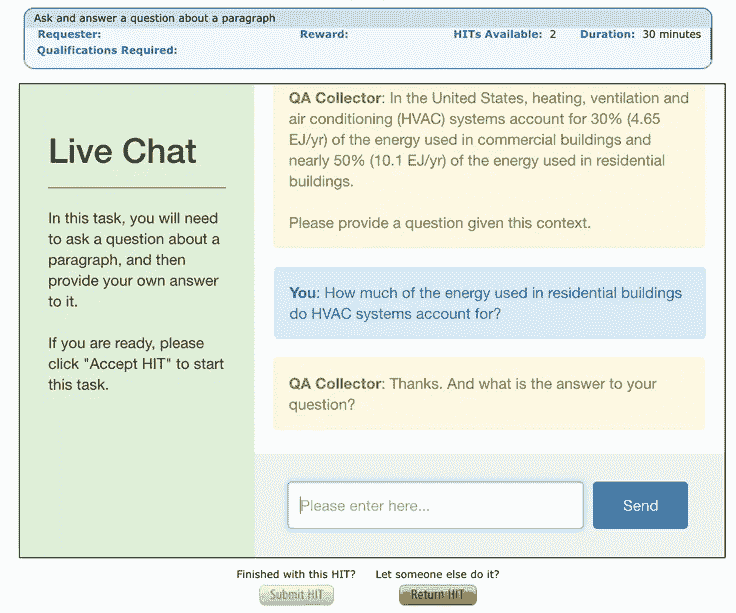 Ask and answer a question about a paragraph
Requester: Reward: HITs Available: 2 Duration: 30 minutes
Qualifications Required:
Live Chat
In this task, you will need
to ask a question about a
paragraph, and then
provide your own answer
to it.
If you are ready, please
click "Accept HIT" to start
this task.
QA Collector: In the United States, heating, ventilation and
air conditioning (HVAC) systems account for 30% (4.65
EJ/yr) of the energy used in commercial buildings and
nearly 50% (10.1 EJ/yr) of the energy used in residential
buildings.
Please provide a question given this context.
You: How much of the energy used in residential buildings
do HVAC systems account for?
QA Collector: Thanks. And what is the answer to your
question?
Please enter here...
Send
Finished with this HIT? Let someone else do it?
Submit HIT Return HIT